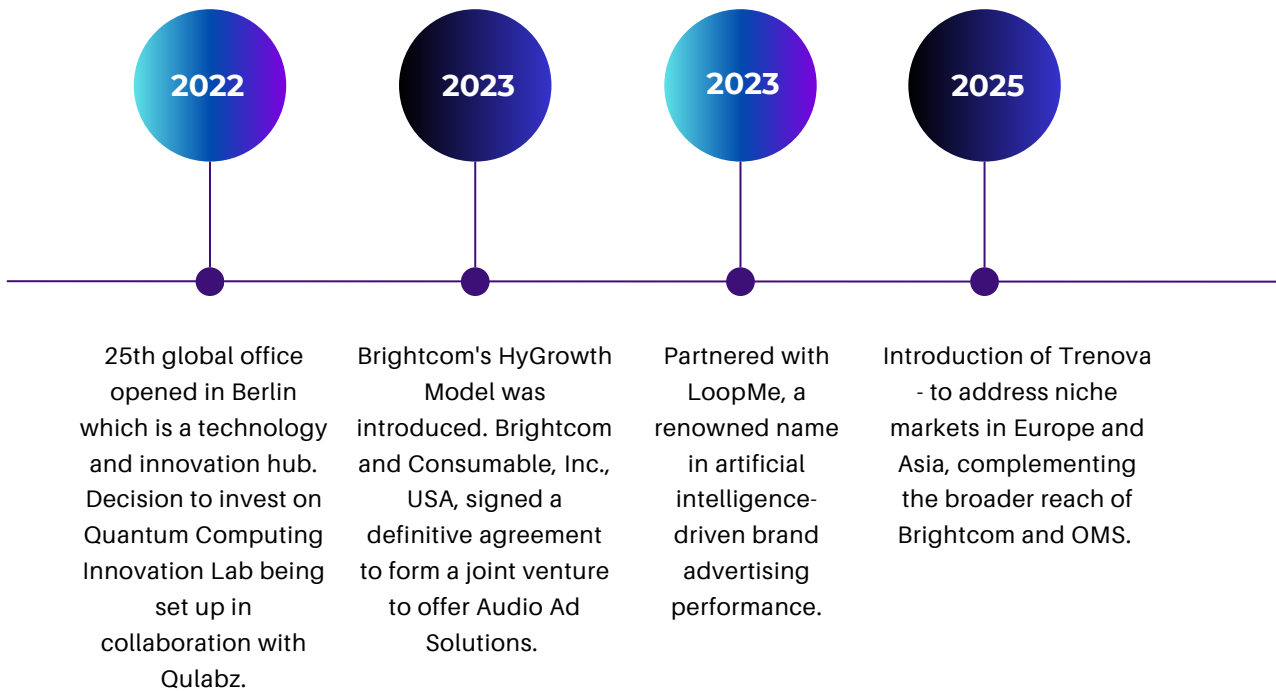 2022
2023
2023
2025
25th global office
opened in Berlin
which is a technology
and innovation hub.
Decision to invest on
Quantum Computing
Innovation Lab being
set up in
collaboration with
Qulabz.
Brightcom's HyGrowth
Model was
introduced. Brightcom
and Consumable, Inc.,
USA, signed a
definitive agreement
to form a joint venture
to offer Audio Ad
Solutions.
Partnered with
LoopMe, a
renowned name
in artificial
intelligence-
driven brand
advertising
performance.
Introduction of Trenova
- to address niche
markets in Europe and
Asia, complementing
the broader reach of
Brightcom and OMS.